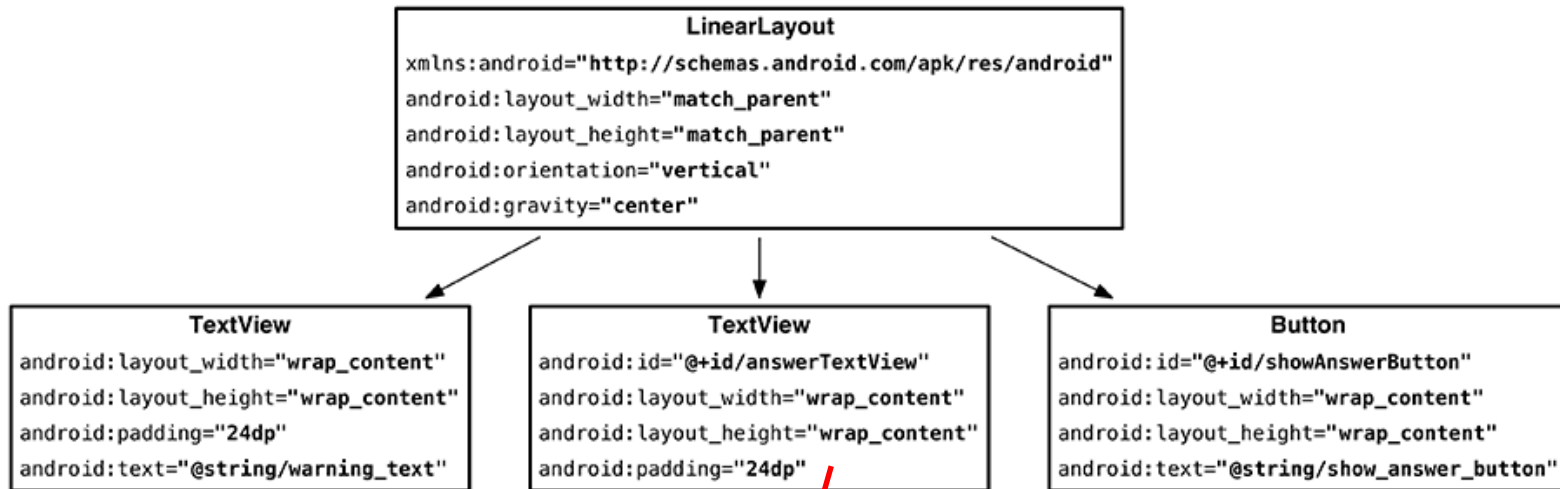 LinearLayout
xmlns:android="http://schemas.android.com/apk/res/android"
android:layout_width="match_parent"
android:layout_height="match_parent"
android:orientation="vertical"
android:gravity="center"
TextView
android:layout_width="wrap_content"
android:layout_height="wrap_content"
android:padding="24dp"
android:text="@string/warning_text"
TextView
android:id="@+id/answerTextView"
android:layout_width="wrap_content"
android:layout_height="wrap_content"
android:padding="24dp"
Button
android:id="@+id/showAnswerButton"
android:layout_width="wrap_content"
android:layout_height="wrap_content"
android:text="@string/show_answer_button"